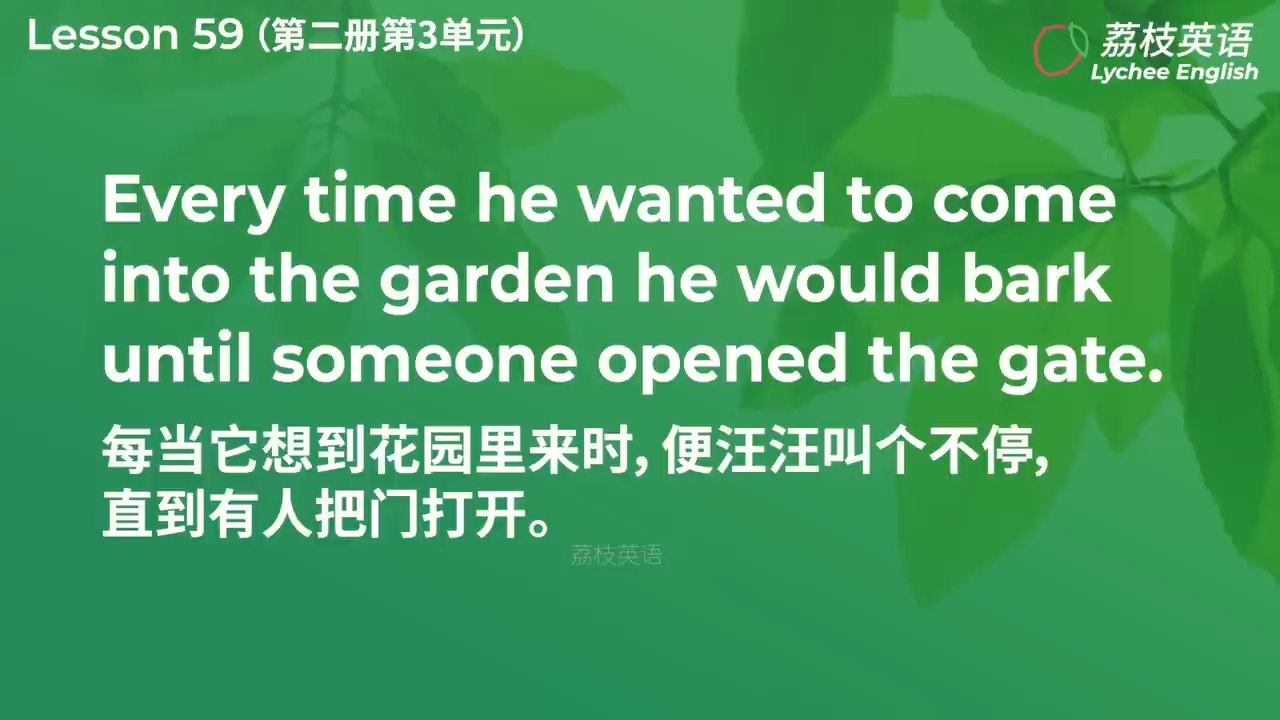 Lesson 59（第二册第3单元）
荔枝英语
Lychee English
Every time he wanted to come
into the garden he would bark
until someone opened the gate.
每当它想到花园里来时, 便汪汪叫个不停,
直到有人把门打开。
荔枝英语